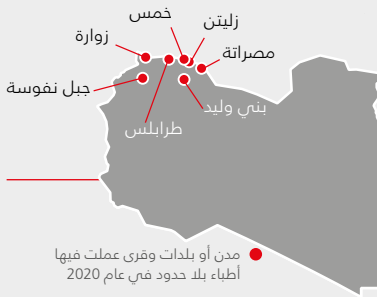 خمس
زليتن
زوارة
مصراتة
جبل نفوسة
بني وليد
طرابلس
مدن أو بلدات وقرى عملت فيها
أطباء بلا حدود في عام 2020